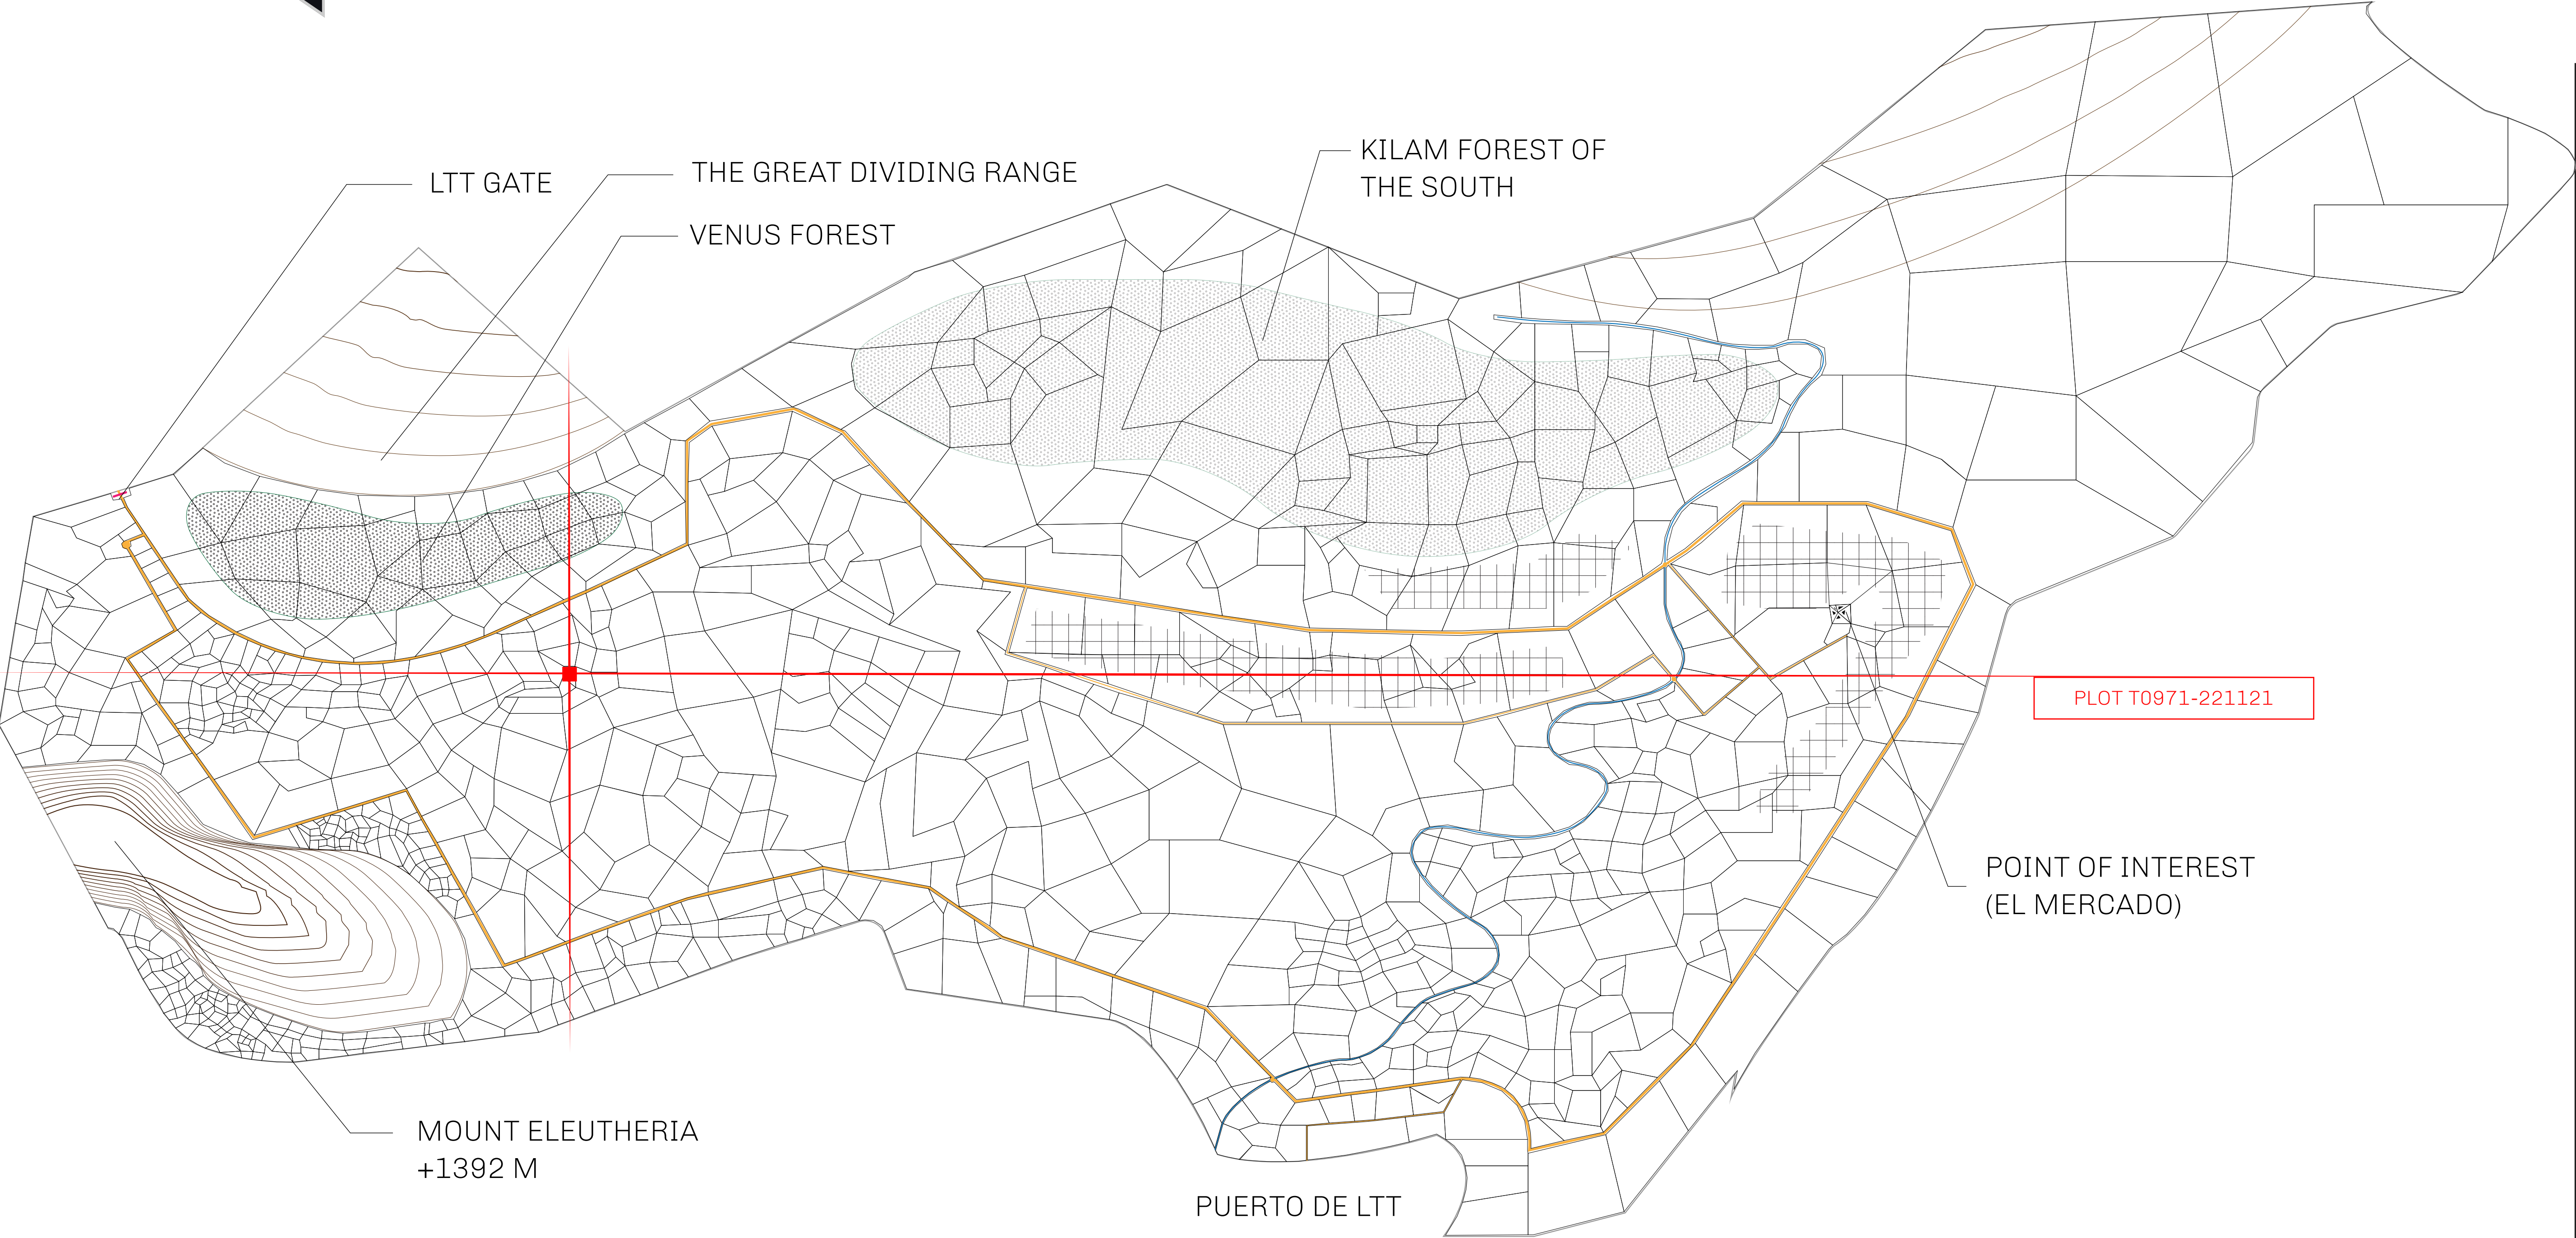 KILAM FOREST OF
THE SOUTH
THE GREAT DIVIDING RANGE
LTT GATE
VENUS FOREST
PLOT T0971-221121
POINT OF INTEREST
(EL MERCADO)
MOUNT ELEUTHERIA
+1392 M
PUERTO DE LTT